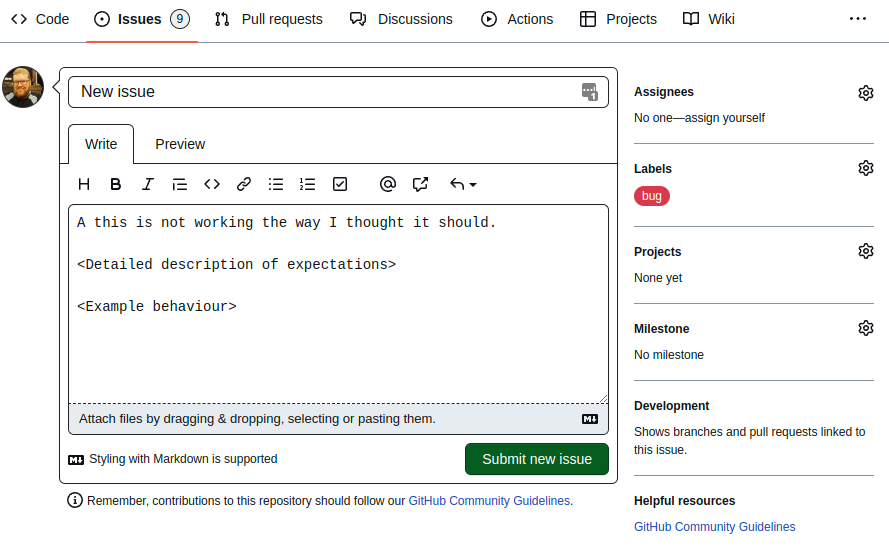 Code Issues 9 Pull requests Discussions Actions Projects Wiki
New issue
Write Preview
A this is not working the way I thought it should.
<Detailed description of expectations>
<Example behaviour>
Attach files by dragging & dropping, selecting or pasting them.
Styling with Markdown is supported
Submit new issue
Remember, contributions to this repository should follow our GitHub Community Guidelines.
Assignees
No one—assign yourself
Labels
bug
Projects
None yet
Milestone
No milestone
Development
Shows branches and pull requests linked to
this issue.
Helpful resources
GitHub Community Guidelines